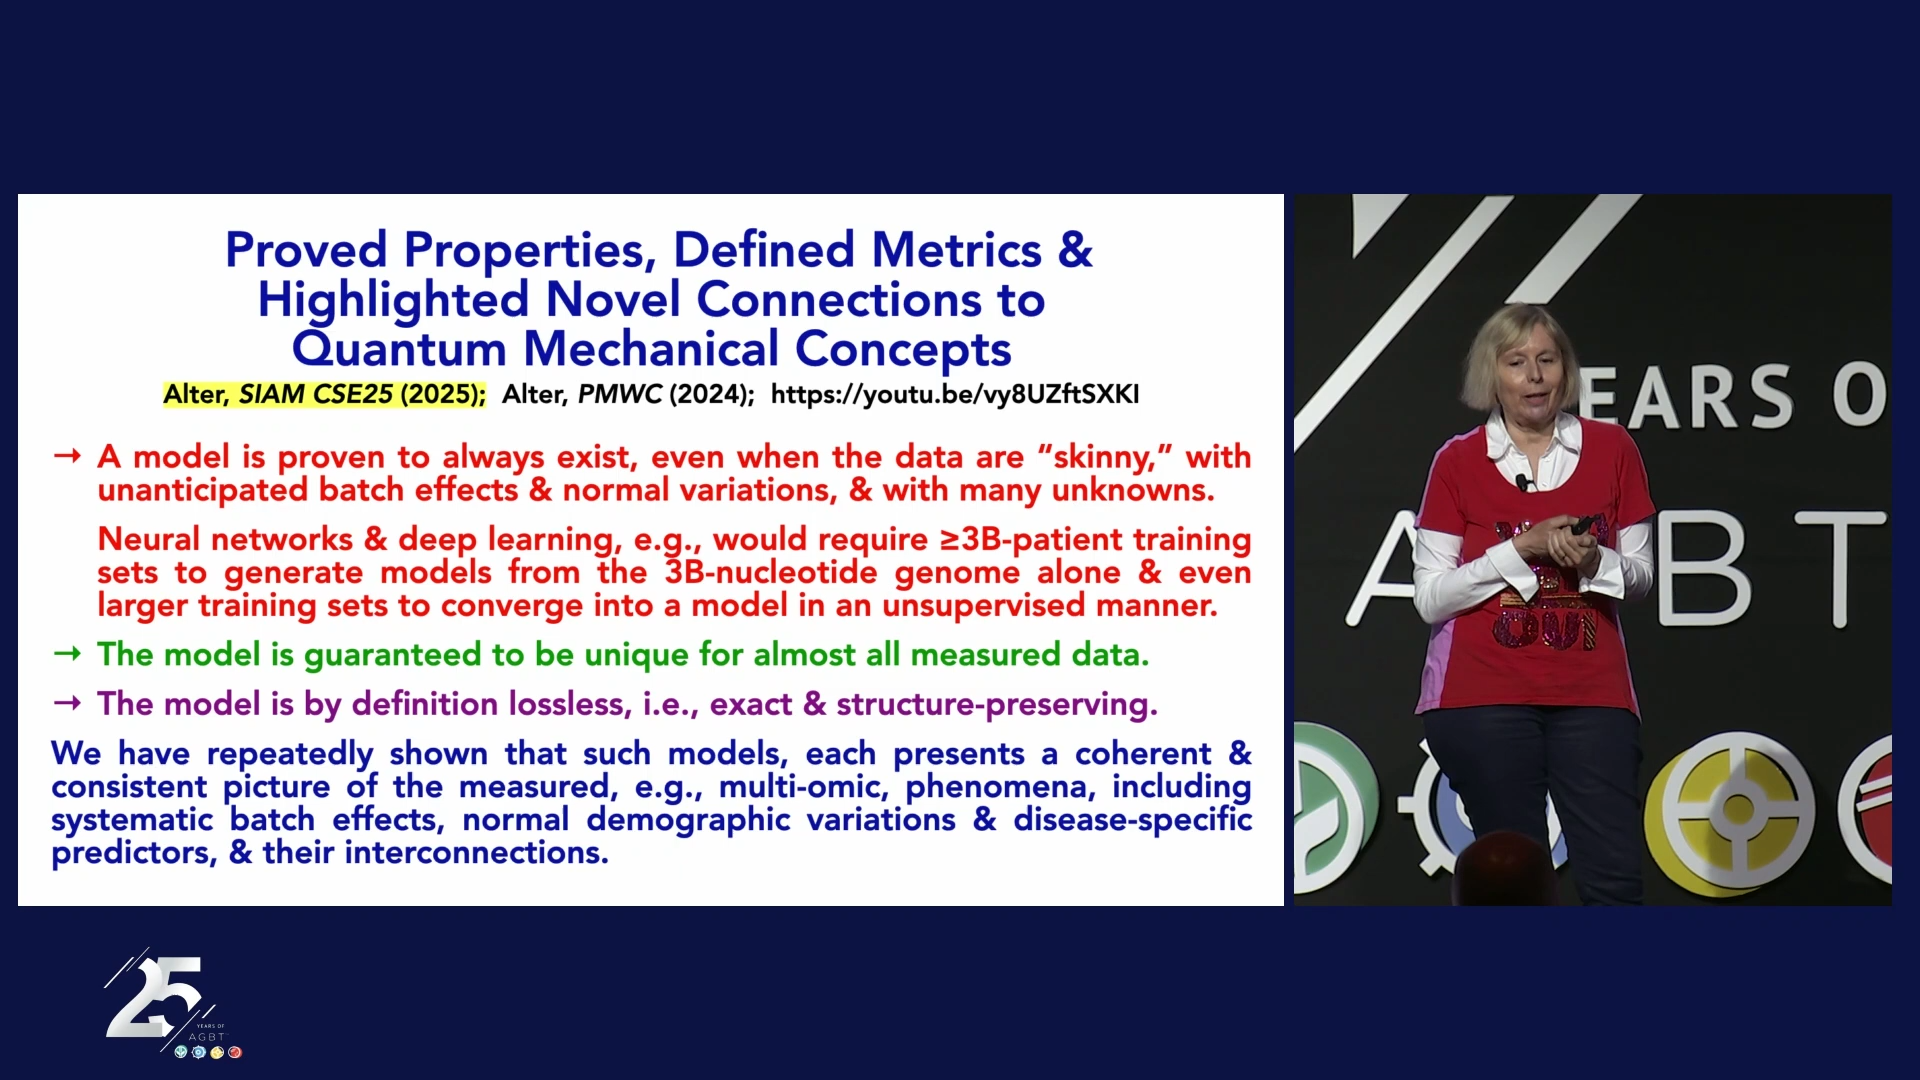 Proved Properties, Defined Metrics &
Highlighted Novel Connections to
Quantum Mechanical Concepts
Alter, SIAM CSE25 (2025); Alter, PMWC (2024); https://youtu.be/vy8UZftSXKI
→ A model is proven to always exist, even when the data are “skinny,” with
unanticipated batch effects & normal variations, & with many unknowns.
Neural networks & deep learning, e.g., would require ≥3B-patient training
sets to generate models from the 3B-nucleotide genome alone & even
larger training sets to converge into a model in an unsupervised manner.
→ The model is guaranteed to be unique for almost all measured data.
→ The model is by definition lossless, i.e., exact & structure-preserving.
We have repeatedly shown that such models, each presents a coherent &
consistent picture of the measured, e.g., multi-omic, phenomena, including
systematic batch effects, normal demographic variations & disease-specific
predictors, & their interconnections.
EARS O
AGBT
OUT
25
YEARS OF
AGBT